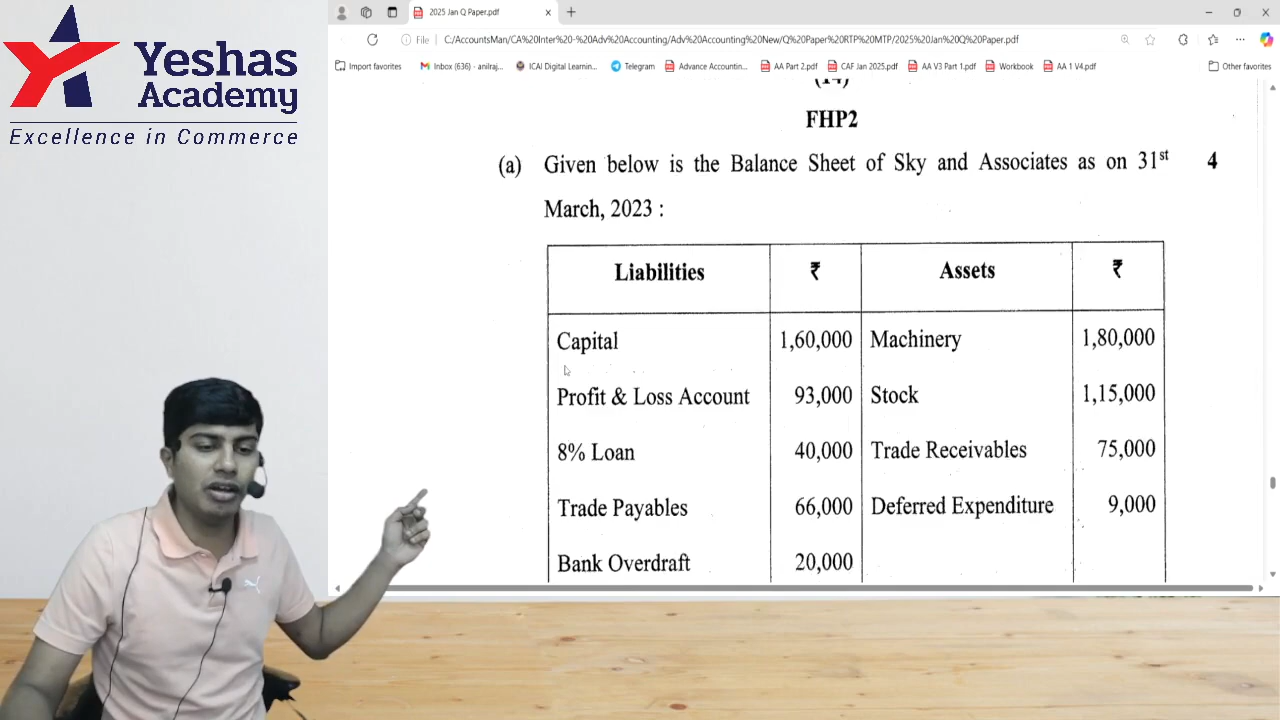 Yeshas
Academy
Excellence in Commerce
2025 Jan Q Paper.pdf
File
C:/AccountsMan/CA%20Inter%20-%20Adv%20Accounting/Adv%20Accounting%20New/Q%20Paper%20RTP%20MTP/2025%20Jan%20Q%20Paper.pdf
Import favorites
Inbox (636) - anilraj...
ICAI Digital Learnin...
Telegram
Advance Accountin...
AA Part 2.pdf
CAF Jan 2025.pdf
AA V3 Part 1.pdf
Workbook
AA 1 V4.pdf
Other favorites
(14)
FHP2
(a) Given below is the Balance Sheet of Sky and Associates as on 31st 4
March, 2023 :
Liabilities ₹ Assets ₹
Capital 1,60,000 Machinery 1,80,000
Profit & Loss Account 93,000 Stock 1,15,000
8% Loan 40,000 Trade Receivables 75,000
Trade Payables 66,000 Deferred Expenditure 9,000
Bank Overdraft 20,000